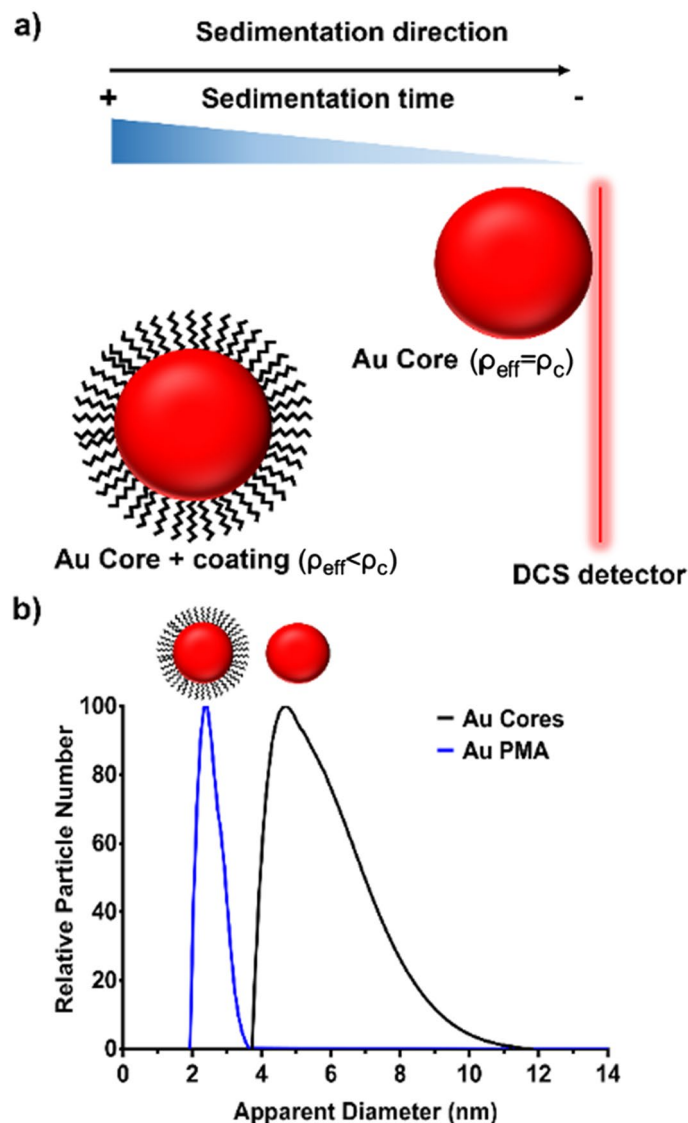 a)
Sedimentation direction
+ Sedimentation time -
Au Core (ρeff=ρc)
Au Core + coating (ρeff<ρc)
DCS detector
b)
100
80
60
40
20
0
Relative Particle Number
Au Cores
Au PMA
0 2 4 6 8 10 12 14
Apparent Diameter (nm)